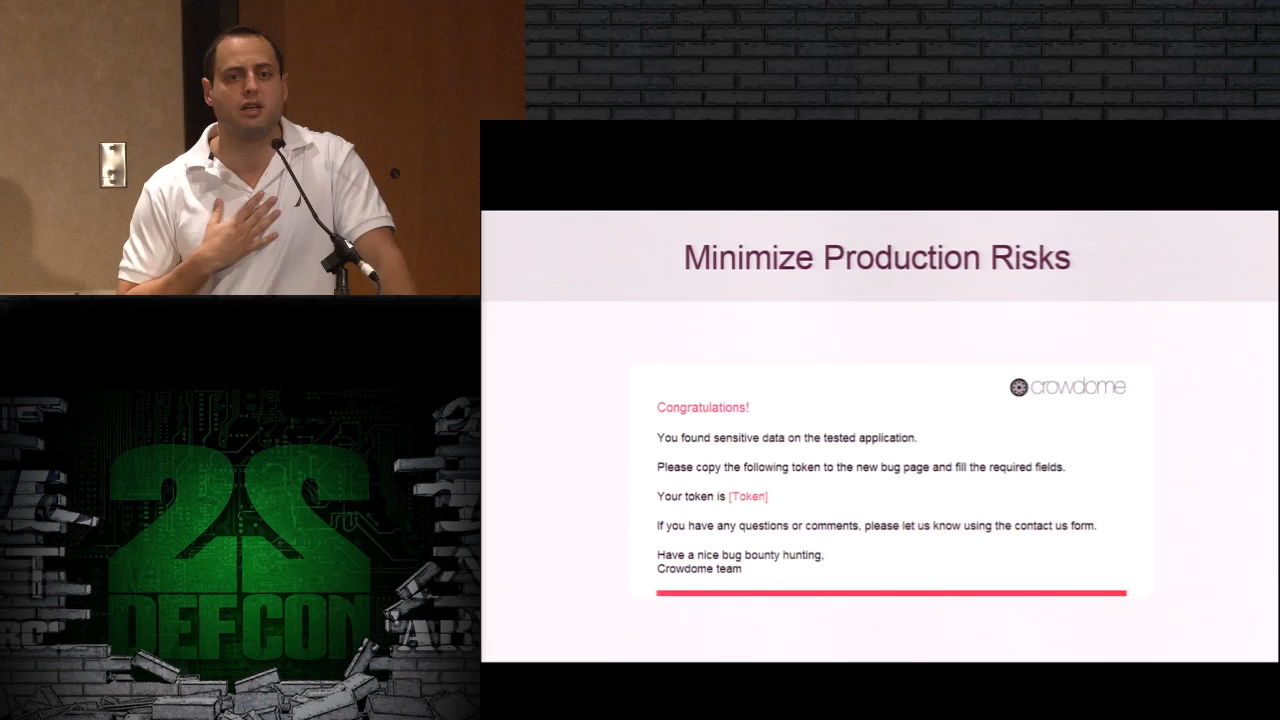 Minimize Production Risks
crowdome
Congratulations!
You found sensitive data on the tested application.
Please copy the following token to the new bug page and fill the required fields.
Your token is [Token]
If you have any questions or comments, please let us know using the contact us form.
Have a nice bug bounty hunting,
Crowdome team
22
DEFCON